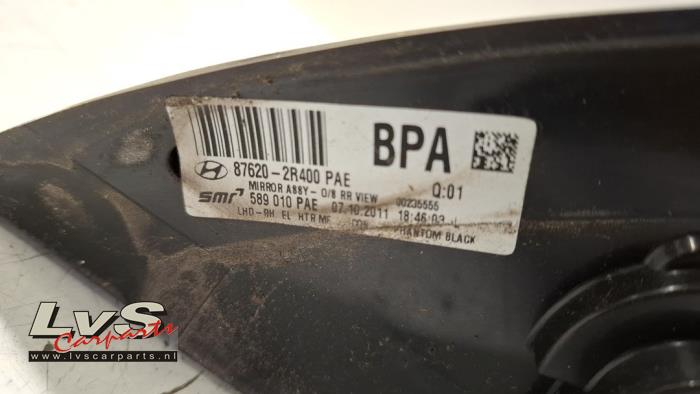 BPA
87620-2R400 PAE Q:01
MIRROR ASSY-O/S RR VIEW 00235555
SMR 589 010 PAE 07.10.2011 18:46:03 L
LHD-RH EL HTR MF PHANTOM BLACK
LvS
Carparts
www.lvscarparts.nl